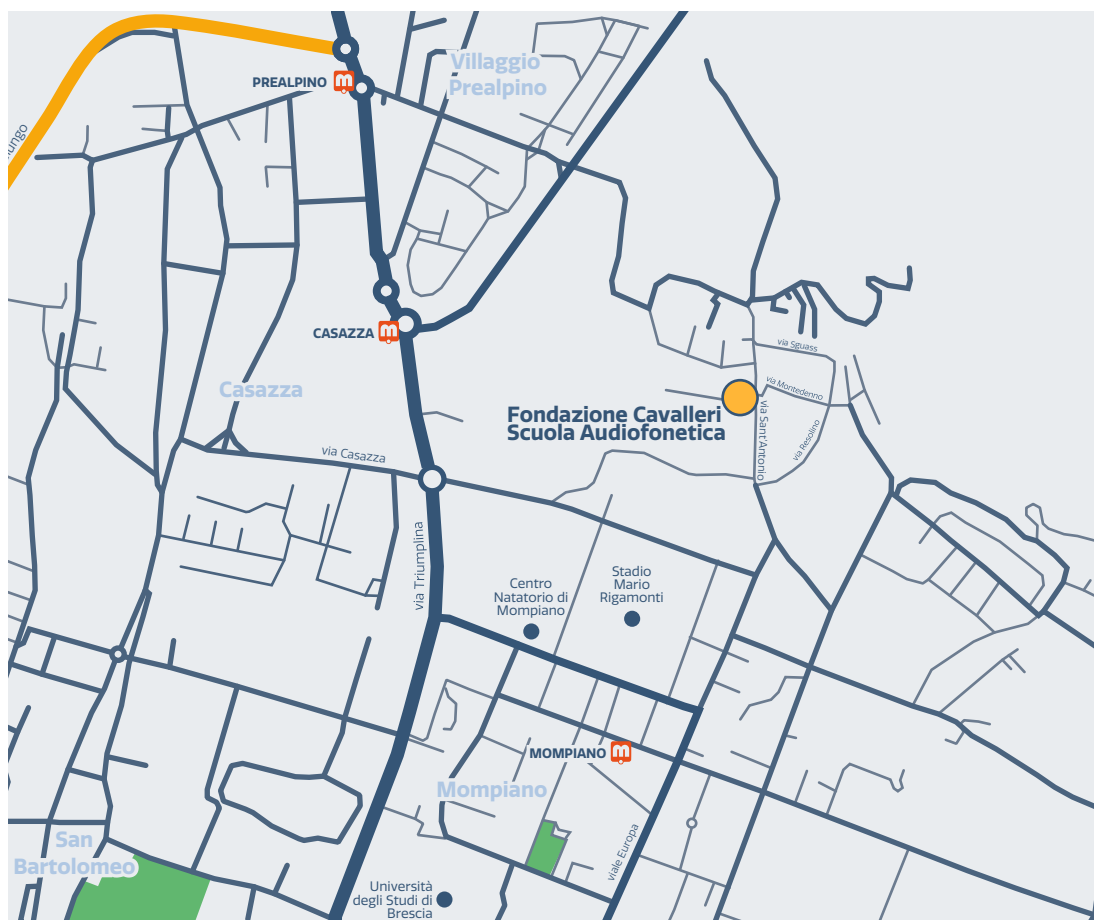 Villaggio
Prealpino
PREALPINO
m
CASAZZA
m
via Sguass
Casazza
via Montedenno
Fondazione Cavalleri
Scuola Audiofonetica
via Sant'Antonio
via Resolino
via Casazza
via Triumplina
Centro
Natatorio di
Mompiano
Stadio
Mario
Rigamonti
MOMPIANO
m
Mompiano
San
Bartolomeo
viale Europa
Università
degli Studi di
Brescia